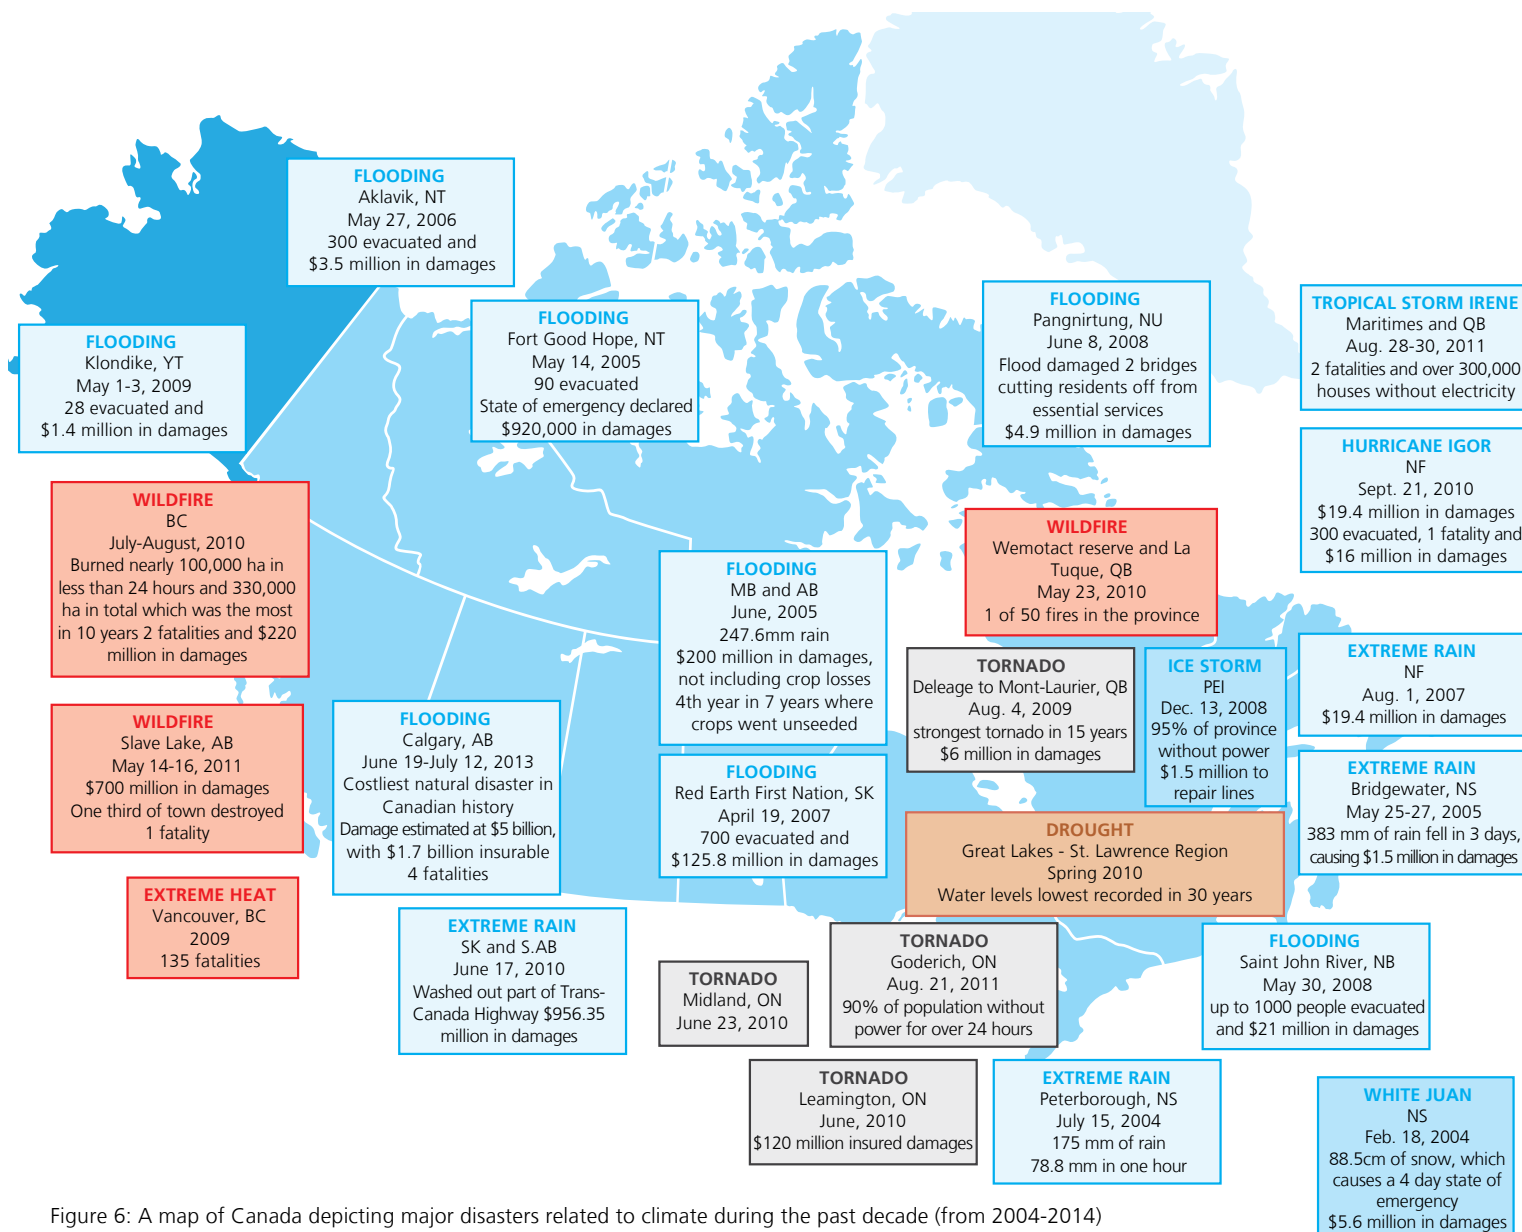 FLOODING
Aklavik, NT
May 27, 2006
300 evacuated and
$3.5 million in damages
FLOODING
Klondike, YT
May 1-3, 2009
28 evacuated and
$1.4 million in damages
FLOODING
Fort Good Hope, NT
May 14, 2005
90 evacuated
State of emergency declared
$920,000 in damages
FLOODING
Pangnirtung, NU
June 8, 2008
Flood damaged 2 bridges
cutting residents off from
essential services
$4.9 million in damages
TROPICAL STORM IRENE
Maritimes and QB
Aug. 28-30, 2011
2 fatalities and over 300,000
houses without electricity
HURRICANE IGOR
NF
Sept. 21, 2010
$19.4 million in damages
300 evacuated, 1 fatality and
$16 million in damages
WILDFIRE
BC
July-August, 2010
Burned nearly 100,000 ha in
less than 24 hours and 330,000
ha in total which was the most
in 10 years 2 fatalities and $220
million in damages
WILDFIRE
Wemotact reserve and La
Tuque, QB
May 23, 2010
1 of 50 fires in the province
FLOODING
MB and AB
June, 2005
247.6mm rain
$200 million in damages,
not including crop losses
4th year in 7 years where
crops went unseeded
TORNADO
Deleage to Mont-Laurier, QB
Aug. 4, 2009
strongest tornado in 15 years
$6 million in damages
ICE STORM
PEI
Dec. 13, 2008
95% of province
without power
$1.5 million to
repair lines
EXTREME RAIN
NF
Aug. 1, 2007
$19.4 million in damages
WILDFIRE
Slave Lake, AB
May 14-16, 2011
$700 million in damages
One third of town destroyed
1 fatality
FLOODING
Calgary, AB
June 19-July 12, 2013
Costliest natural disaster in
Canadian history
Damage estimated at $5 billion,
with $1.7 billion insurable
4 fatalities
FLOODING
Red Earth First Nation, SK
April 19, 2007
700 evacuated and
$125.8 million in damages
EXTREME RAIN
Bridgewater, NS
May 25-27, 2005
383 mm of rain fell in 3 days,
causing $1.5 million in damages
DROUGHT
Great Lakes - St. Lawrence Region
Spring 2010
Water levels lowest recorded in 30 years
EXTREME HEAT
Vancouver, BC
2009
135 fatalities
EXTREME RAIN
SK and S.AB
June 17, 2010
Washed out part of Trans-
Canada Highway $956.35
million in damages
TORNADO
Midland, ON
June 23, 2010
TORNADO
Goderich, ON
Aug. 21, 2011
90% of population without
power for over 24 hours
FLOODING
Saint John River, NB
May 30, 2008
up to 1000 people evacuated
and $21 million in damages
TORNADO
Leamington, ON
June, 2010
$120 million insured damages
EXTREME RAIN
Peterborough, NS
July 15, 2004
175 mm of rain
78.8 mm in one hour
WHITE JUAN
NS
Feb. 18, 2004
88.5cm of snow, which
causes a 4 day state of
emergency
$5.6 million in damages
Figure 6: A map of Canada depicting major disasters related to climate during the past decade (from 2004-2014)